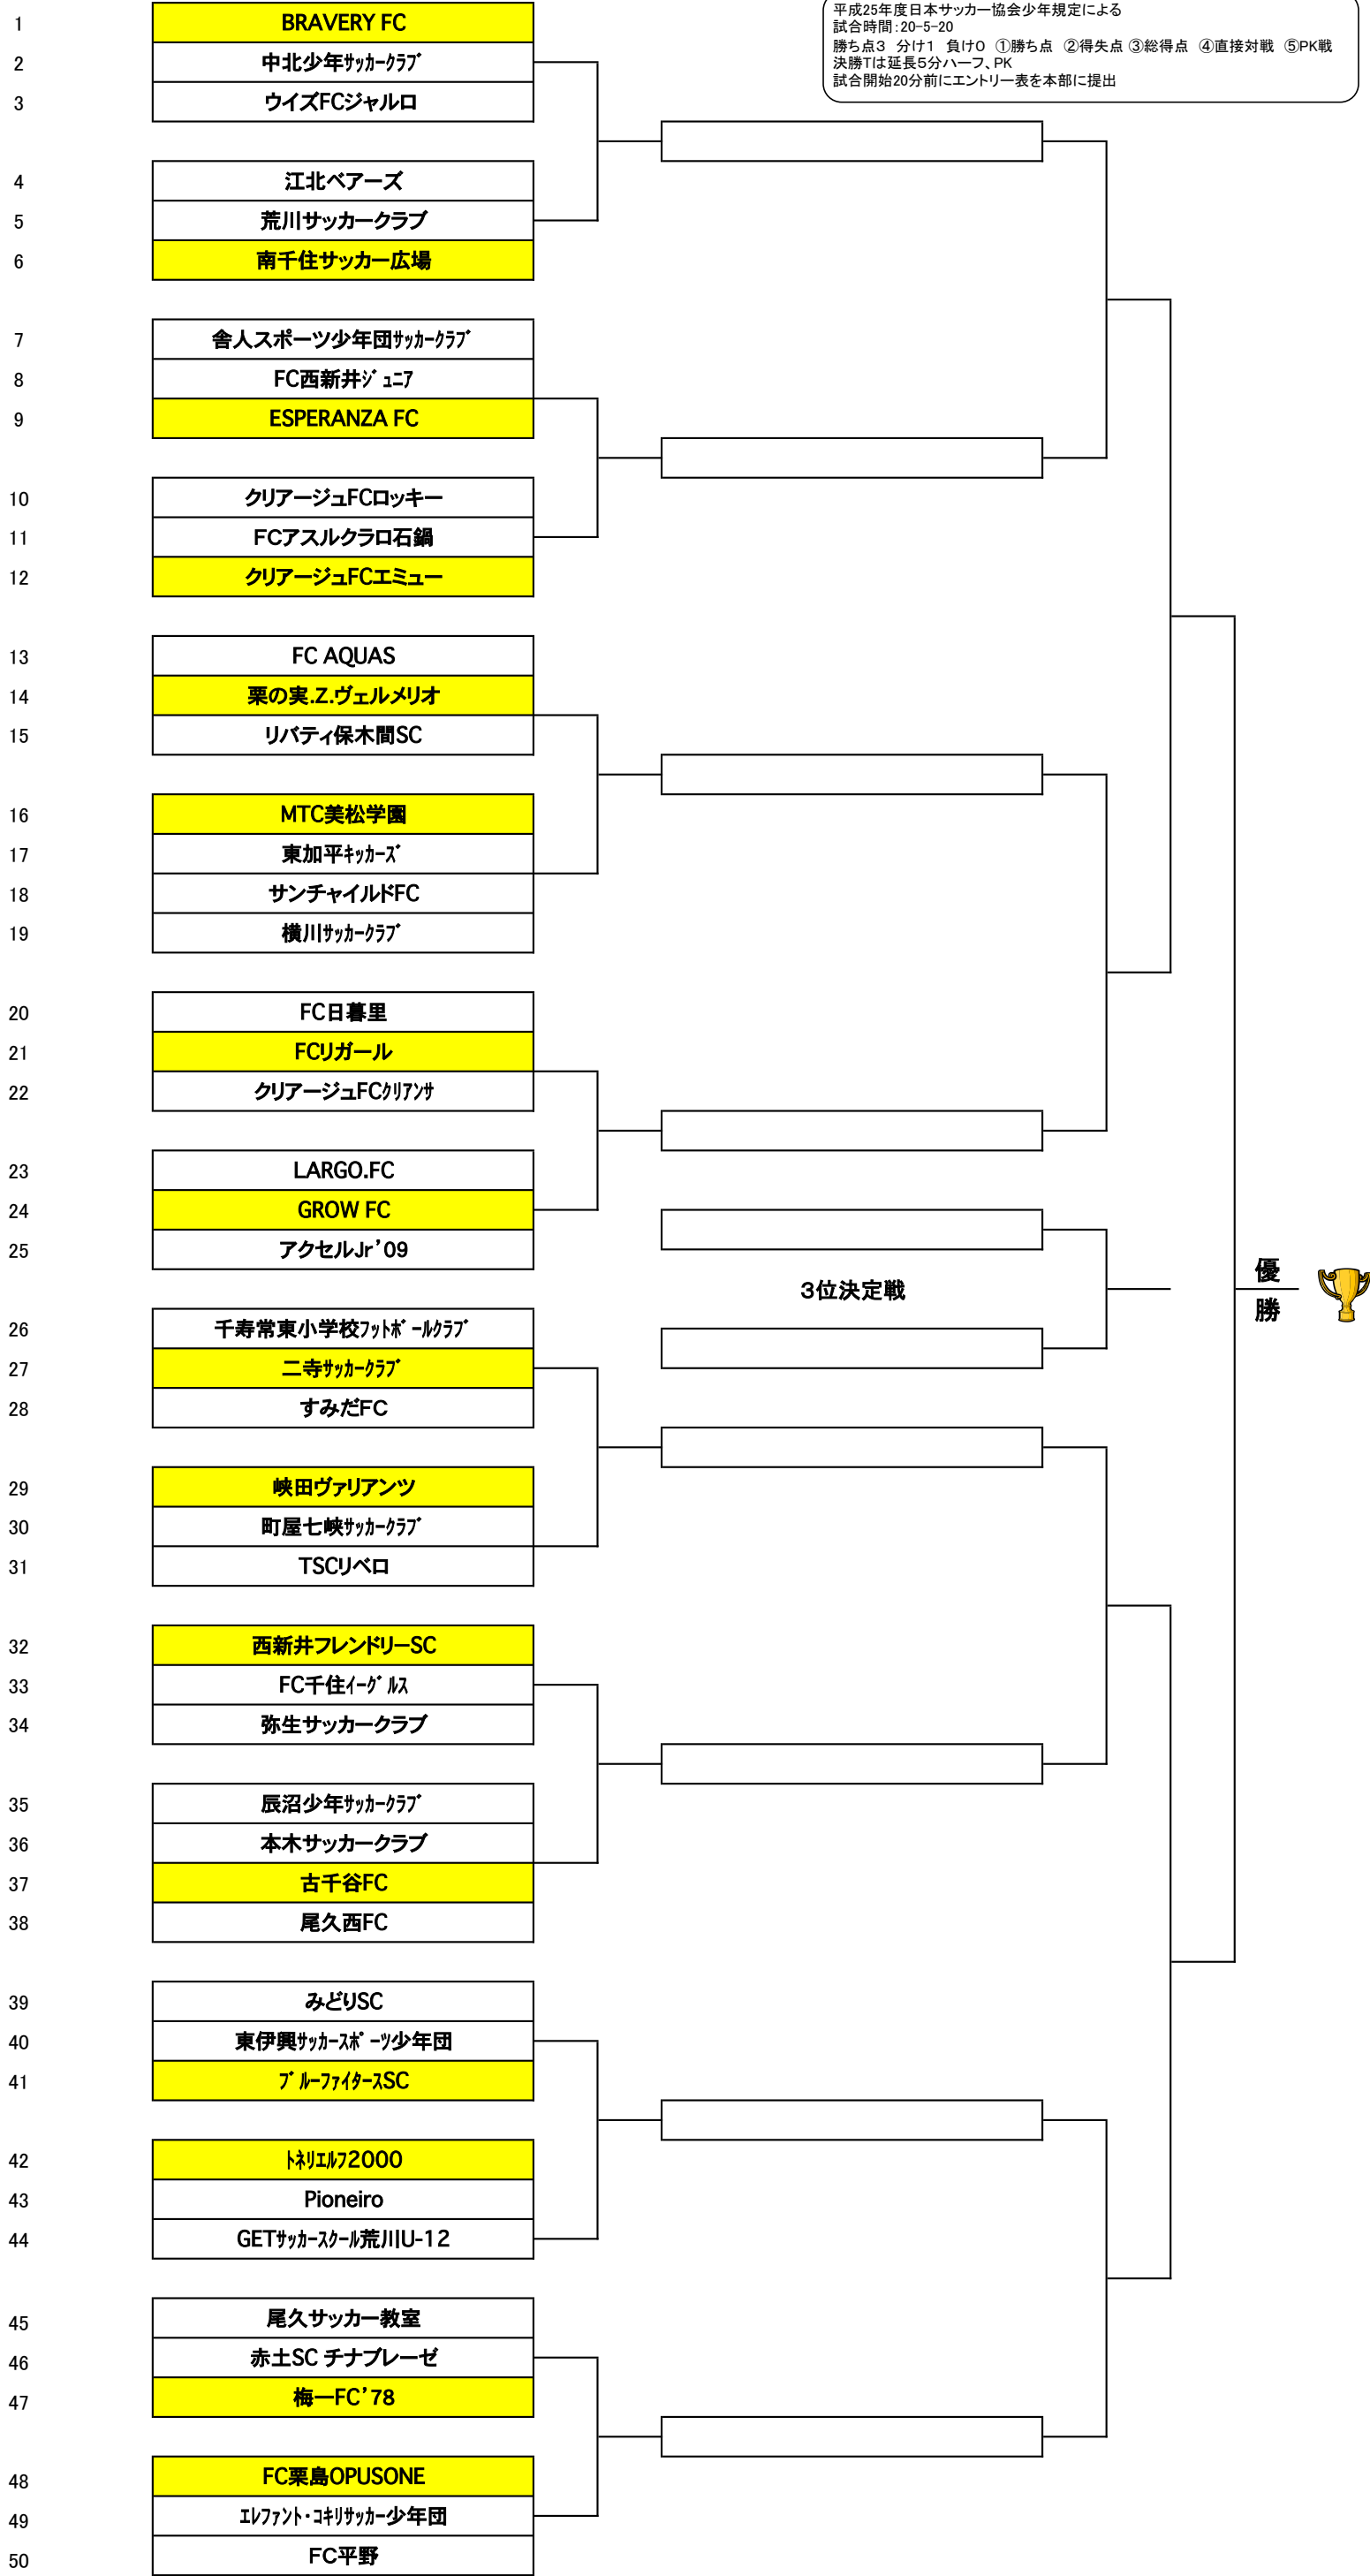 平成25年度日本サッカー協会少年規定による
試合時間：20-5-20
勝ち点3　分け1　負け0　①勝ち点　②得失点 ③総得点　④直接対戦　⑤PK戦
決勝Tは延長5分ハーフ、PK
試合開始20分前にエントリー表を本部に提出
1 BRAVERY FC
2 中北少年ｻｯｶｰｸﾗﾌﾞ
3 ウイズFCジャルロ
4 江北ベアーズ
5 荒川サッカークラブ
6 南千住サッカー広場
7 舎人スポーツ少年団ｻｯｶｰｸﾗﾌﾞ
8 FC西新井ｼﾞｭﾆｱ
9 ESPERANZA FC
10 クリアージュFCロッキー
11 FCアスルクラロ石鍋
12 クリアージュFCエミュー
13 FC AQUAS
14 栗の実.Z.ヴェルメリオ
15 リバティ保木間SC
16 MTC美松学園
17 東加平ｷｯｶｰｽﾞ
18 サンチャイルドFC
19 横川ｻｯｶｰｸﾗﾌﾞ
20 FC日暮里
21 FCリガール
22 クリアージュFCｸﾘｱﾝｻ
23 LARGO.FC
24 GROW FC
25 アクセルJr’09
3位決定戦
優
勝
26 千寿常東小学校ﾌｯﾄﾎﾞｰﾙｸﾗﾌﾞ
27 二寺ｻｯｶｰｸﾗﾌﾞ
28 すみだFC
29 峡田ヴァリアンツ
30 町屋七峡ｻｯｶｰｸﾗﾌﾞ
31 TSCリベロ
32 西新井フレンドリーSC
33 FC千住ｲｰｸﾞﾙｽ
34 弥生サッカークラブ
35 辰沼少年ｻｯｶｰｸﾗﾌﾞ
36 本木サッカークラブ
37 古千谷FC
38 尾久西FC
39 みどりSC
40 東伊興ｻｯｶｰｽﾎﾟｰﾂ少年団
41 ﾌﾞﾙｰﾌｧｲﾀｰｽSC
42 ﾄﾈﾘｴﾙﾌ2000
43 Pioneiro
44 GETｻｯｶｰｽｸｰﾙ荒川U-12
45 尾久サッカー教室
46 赤土SC チナブレーゼ
47 梅一FC’78
48 FC栗島OPUSONE
49 ｴﾚﾌｧﾝﾄ･ｺｷﾘｻｯｶｰ少年団
50 FC平野